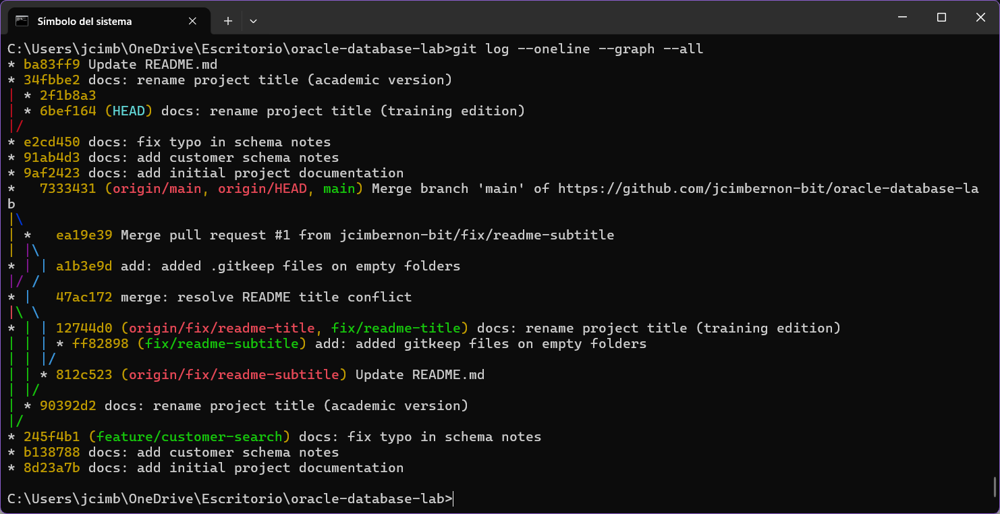 Símbolo del sistema
C:\Users\jcimb\OneDrive\Escritorio\oracle-database-lab>git log --oneline --graph --all
* ba83ff9 Update README.md
* 34fbbe2 docs: rename project title (academic version)
| * 2f1b8a3
| * 6bef164 (HEAD) docs: rename project title (training edition)
|/
* e2cd450 docs: fix typo in schema notes
* 91ab4d3 docs: add customer schema notes
* 9af2423 docs: add initial project documentation
*   7333431 (origin/main, origin/HEAD, main) Merge branch 'main' of https://github.com/jcimbernon-bit/oracle-database-la
b
|\
| *   ea19e39 Merge pull request #1 from jcimbernon-bit/fix/readme-subtitle
| |\
* | | a1b3e9d add: added .gitkeep files on empty folders
|/ /
* |   47ac172 merge: resolve README title conflict
|\ \
* | | 12744d0 (origin/fix/readme-title, fix/readme-title) docs: rename project title (training edition)
| | | * ff82898 (fix/readme-subtitle) add: added gitkeep files on empty folders
| | |/
| | * 812c523 (origin/fix/readme-subtitle) Update README.md
| |/
| * 90392d2 docs: rename project title (academic version)
|/
* 245f4b1 (feature/customer-search) docs: fix typo in schema notes
* b138788 docs: add customer schema notes
* 8d23a7b docs: add initial project documentation
C:\Users\jcimb\OneDrive\Escritorio\oracle-database-lab>